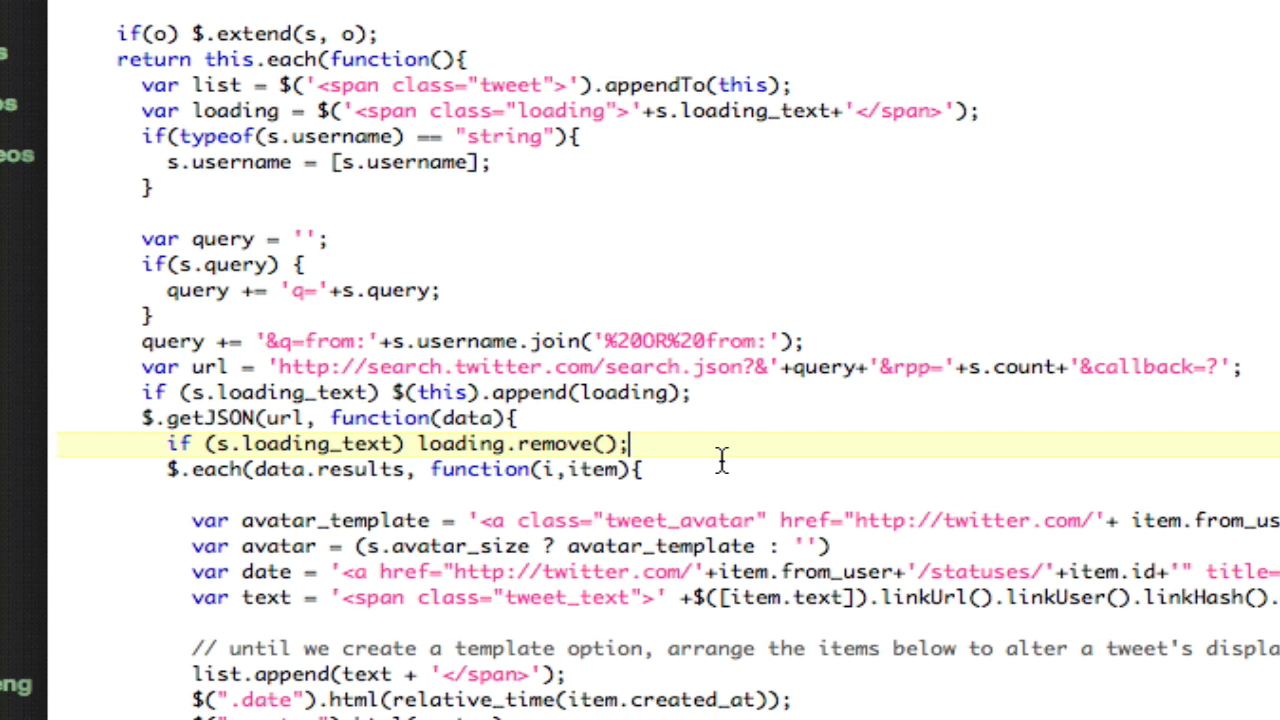 if(o) $.extend(s, o);
return this.each(function(){
var list = $('<span class="tweet">').appendTo(this);
var loading = $('<span class="loading">'+s.loading_text+'</span>');
if(typeof(s.username) == "string"){
s.username = [s.username];
}
var query = '';
if(s.query) {
query += 'q='+s.query;
}
query += '&q=from:'+s.username.join('%20OR%20from:');
var url = 'http://search.twitter.com/search.json?&'+query+'&rpp='+s.count+'&callback=?';
if (s.loading_text) $(this).append(loading);
$.getJSON(url, function(data){
if (s.loading_text) loading.remove();
$.each(data.results, function(i,item){
var avatar_template = '<a class="tweet_avatar" href="http://twitter.com/'+ item.from_us
var avatar = (s.avatar_size ? avatar_template : '')
var date = '<a href="http://twitter.com/'+item.from_user+'/statuses/'+item.id+'" title=
var text = '<span class="tweet_text">' +$([item.text]).linkUrl().linkUser().linkHash().
// until we create a template option, arrange the items below to alter a tweet's displa
list.append(text + '</span>');
$(".date").html(relative_time(item.created_at));